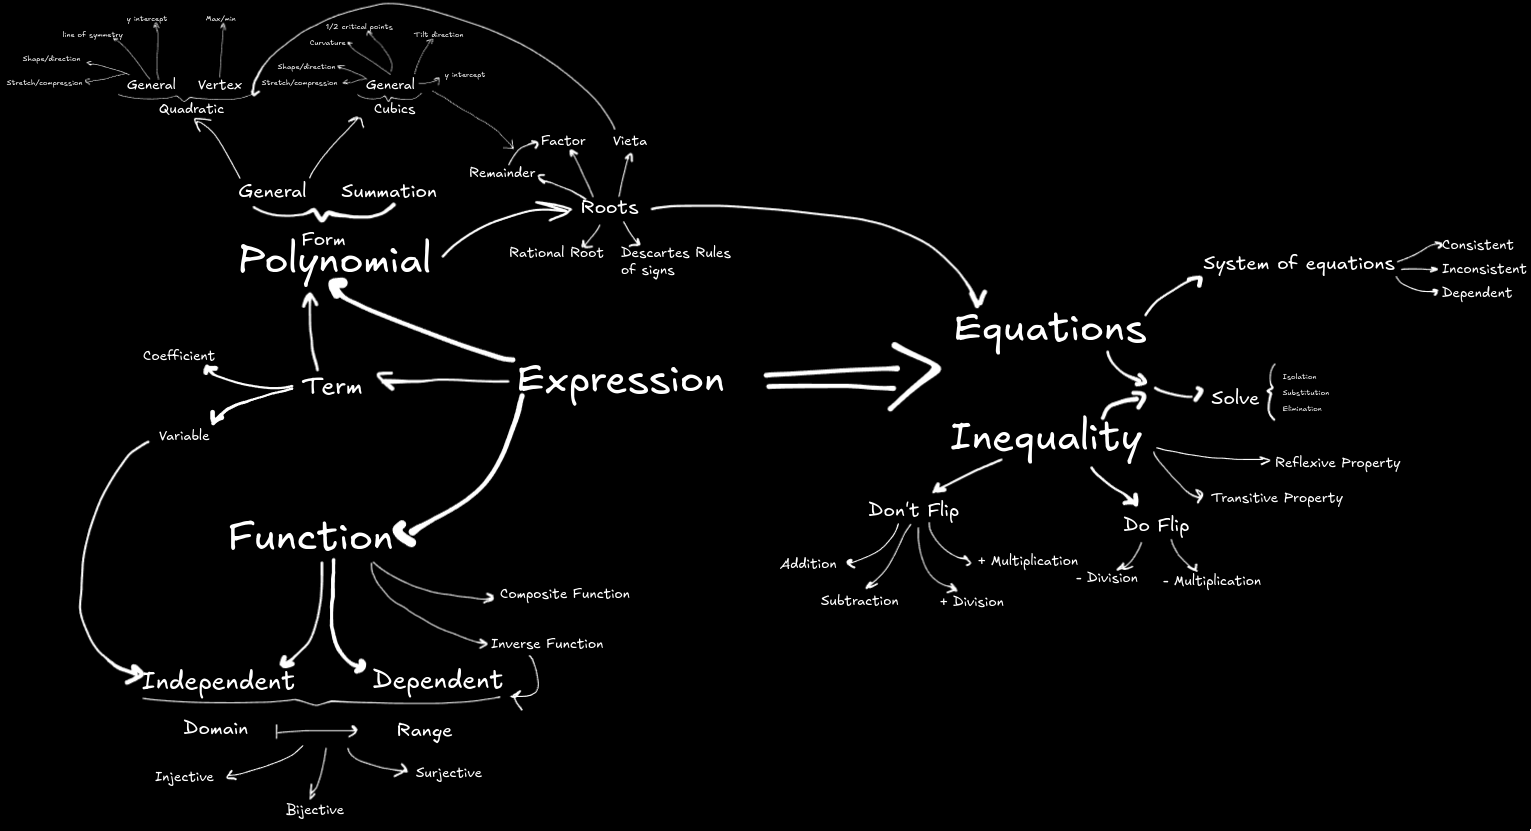 y intercept
Max/min
line of symmetry
Shape/direction
Stretch/compression
General
Vertex
Quadratic
1/2 critical points
Tilt direction
Curvature
Shape/direction
Stretch/compression
General
y intercept
Cubics
Factor
Vieta
Remainder
General
Summation
Roots
Form
Polynomial
Rational Root
Descartes Rules
of signs
System of equations
Consistent
Inconsistent
Dependent
Equations
Coefficient
Term
Expression
Variable
Solve
Isolation
Substitution
Elimination
Inequality
Reflexive Property
Transitive Property
Don't Flip
Do Flip
Addition
Subtraction
+ Division
+ Multiplication
- Division
- Multiplication
Function
Composite Function
Inverse Function
Independent
Dependent
Domain
Range
Injective
Surjective
Bijective